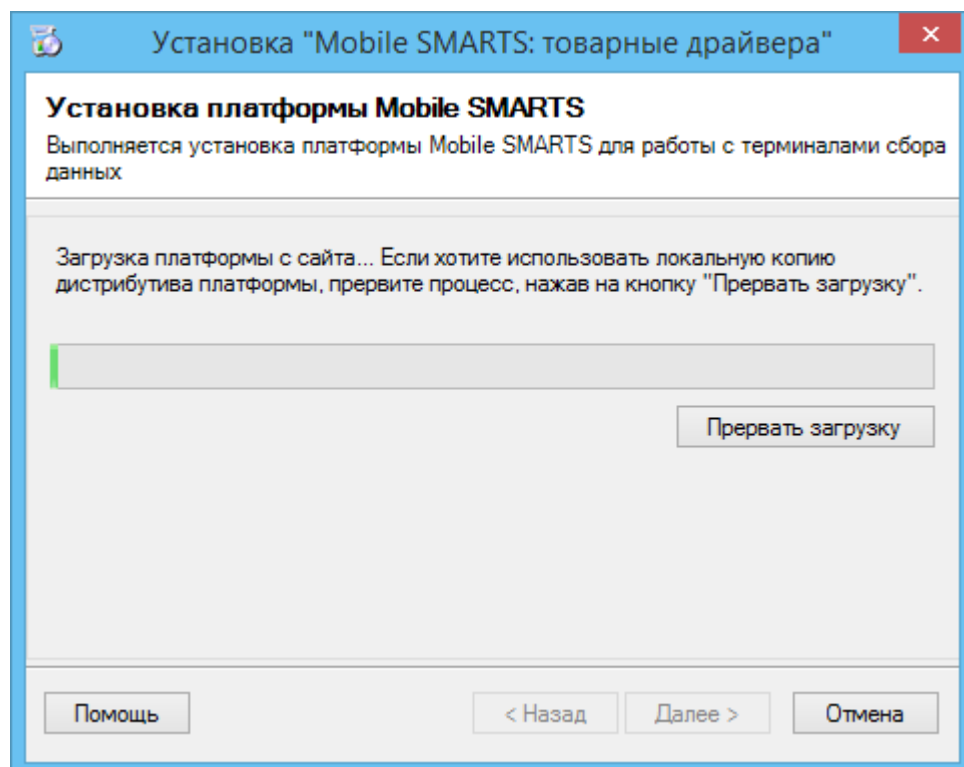 Установка "Mobile SMARTS: товарные драйвера"
Установка платформы Mobile SMARTS
Выполняется установка платформы Mobile SMARTS для работы с терминалами сбора
данных
Загрузка платформы с сайта... Если хотите использовать локальную копию
дистрибутива платформы, прервите процесс, нажав на кнопку "Прервать загрузку".
Прервать загрузку
Помощь
< Назад
Далее >
Отмена